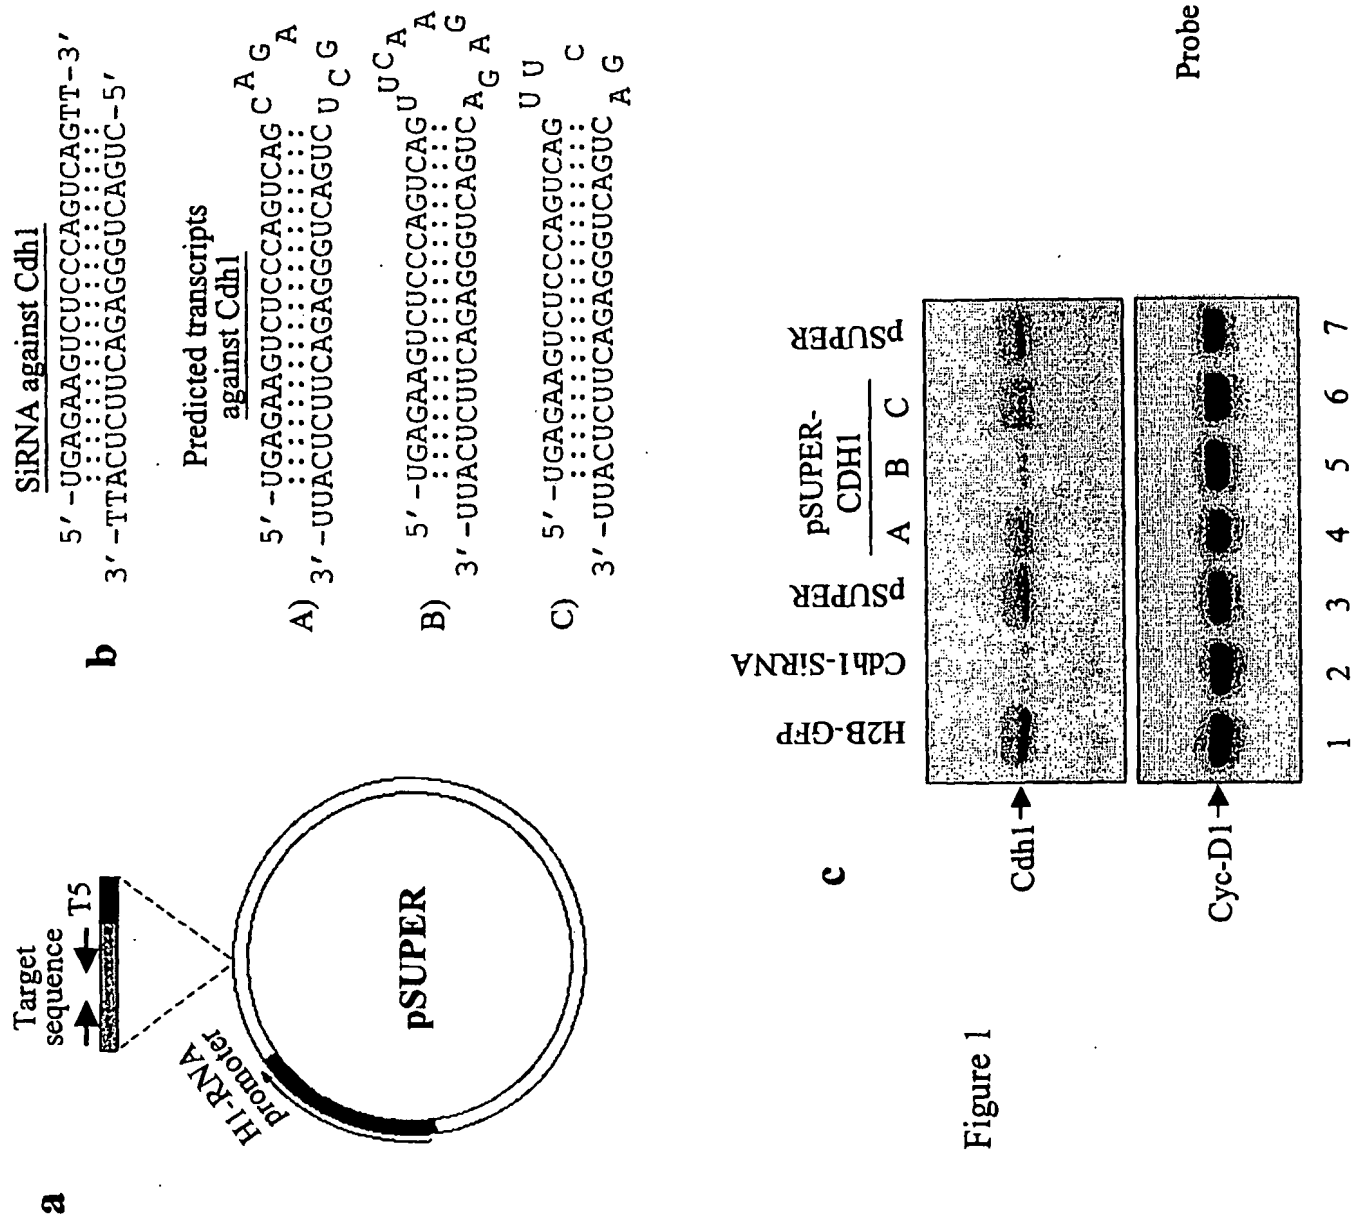 a
Target
sequence
T5
H1-RNA
promoter
pSUPER
b
SiRNA against Cdh1
5'-UGAGAAGUCUCCCAGUCAGTT-3'
3'-TTACUCUUCAGAGGGUCAGUC-5'
Predicted transcripts
against Cdh1
A)
5'-UGAGAAGUCUCCCAGUCAG
C A G A G C U
3'-UUACUCUUCAGAGGGUCAGUC
B)
5'-UGAGAAGUCUCCCAGUCAG
U U C A A G A G A
3'-UUACUCUUCAGAGGGUCAGUC
C)
5'-UGAGAAGUCUCCCAGUCAG
U U C G A
3'-UUACUCUUCAGAGGGUCAGUC
c
H2B-GFP
Cdh1-SiRNA
pSUPER
pSUPER-
CDH1
A B C
pSUPER
Cdh1
Cyc-D1
1 2 3 4 5 6 7
Probe
Figure 1